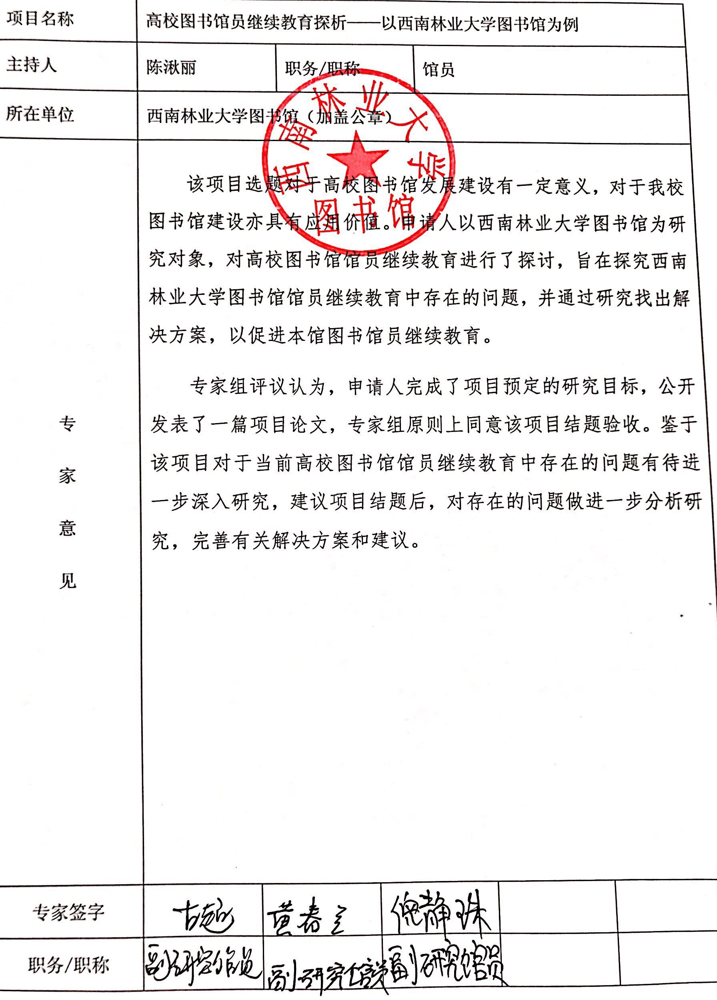 项目名称 高校图书馆员继续教育探析——以西南林业大学图书馆为例
主持人 陈湫丽 职务/职称 馆员
所在单位 西南林业大学图书馆（加盖公章）
西南林业大学
图书馆
该项目选题对于高校图书馆发展建设有一定意义，对于我校
图书馆建设亦具有应用价值。申请人以西南林业大学图书馆为研
究对象，对高校图书馆馆员继续教育进行了探讨，旨在探究西南
林业大学图书馆馆员继续教育中存在的问题，并通过研究找出解
决方案，以促进本馆图书馆员继续教育。
专家组评议认为，申请人完成了项目预定的研究目标，公开
发表了一篇项目论文，专家组原则上同意该项目结题验收。鉴于
该项目对于当前高校图书馆馆员继续教育中存在的问题有待进
一步深入研究，建议项目结题后，对存在的问题做进一步分析研
究，完善有关解决方案和建议。
专
家
意
见
专家签字 倪静珠
职务/职称 副研究馆员 副研究馆员 副研究馆员